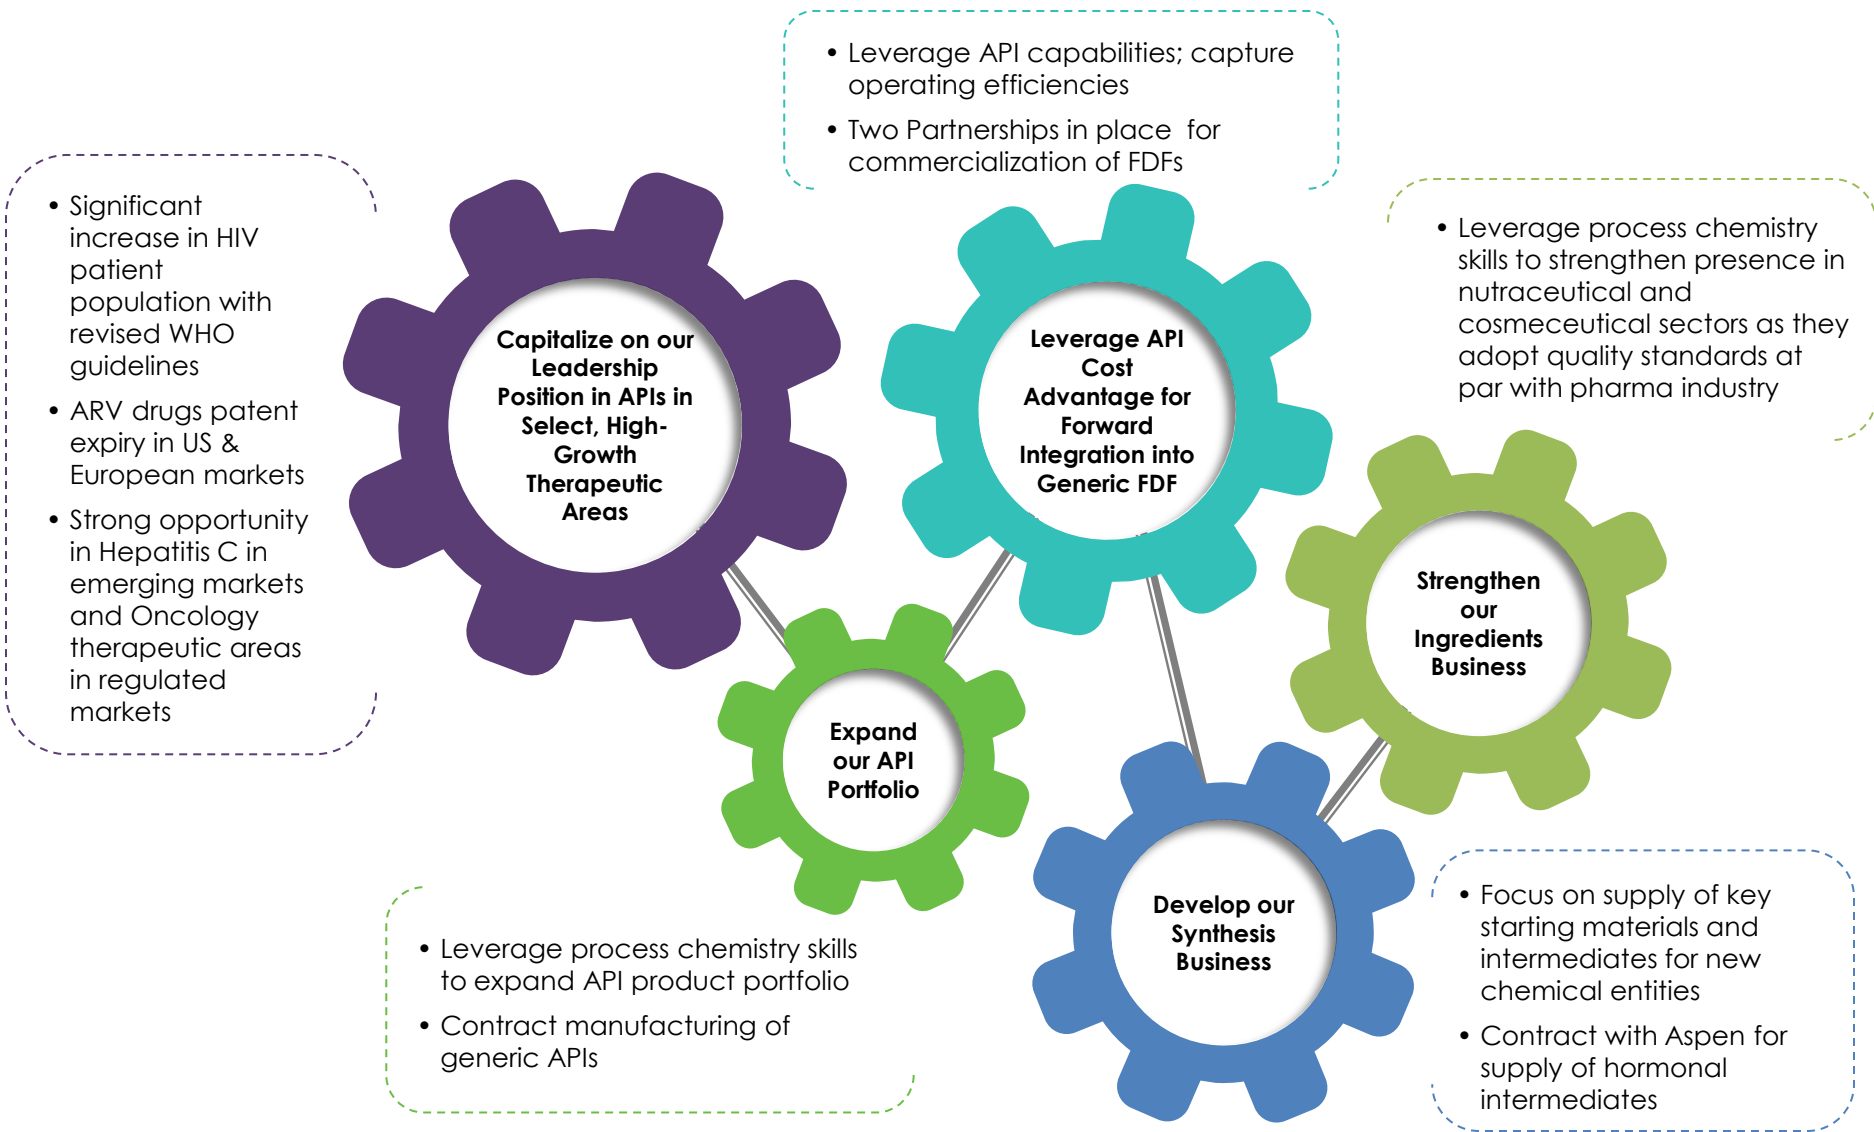 • Leverage API capabilities; capture
operating efficiencies
• Two Partnerships in place for
commercialization of FDFs
• Significant
increase in HIV
patient
population with
revised WHO
guidelines
• ARV drugs patent
expiry in US &
European markets
• Strong opportunity
in Hepatitis C in
emerging markets
and Oncology
therapeutic areas
in regulated
markets
Capitalize on our
Leadership
Position in APIs in
Select, High-
Growth
Therapeutic
Areas
Leverage API
Cost
Advantage for
Forward
Integration into
Generic FDF
• Leverage process chemistry
skills to strengthen presence in
nutraceutical and
cosmeceutical sectors as they
adopt quality standards at
par with pharma industry
Strengthen
our
Ingredients
Business
Expand
our API
Portfolio
Develop our
Synthesis
Business
• Leverage process chemistry skills
to expand API product portfolio
• Contract manufacturing of
generic APIs
• Focus on supply of key
starting materials and
intermediates for new
chemical entities
• Contract with Aspen for
supply of hormonal
intermediates